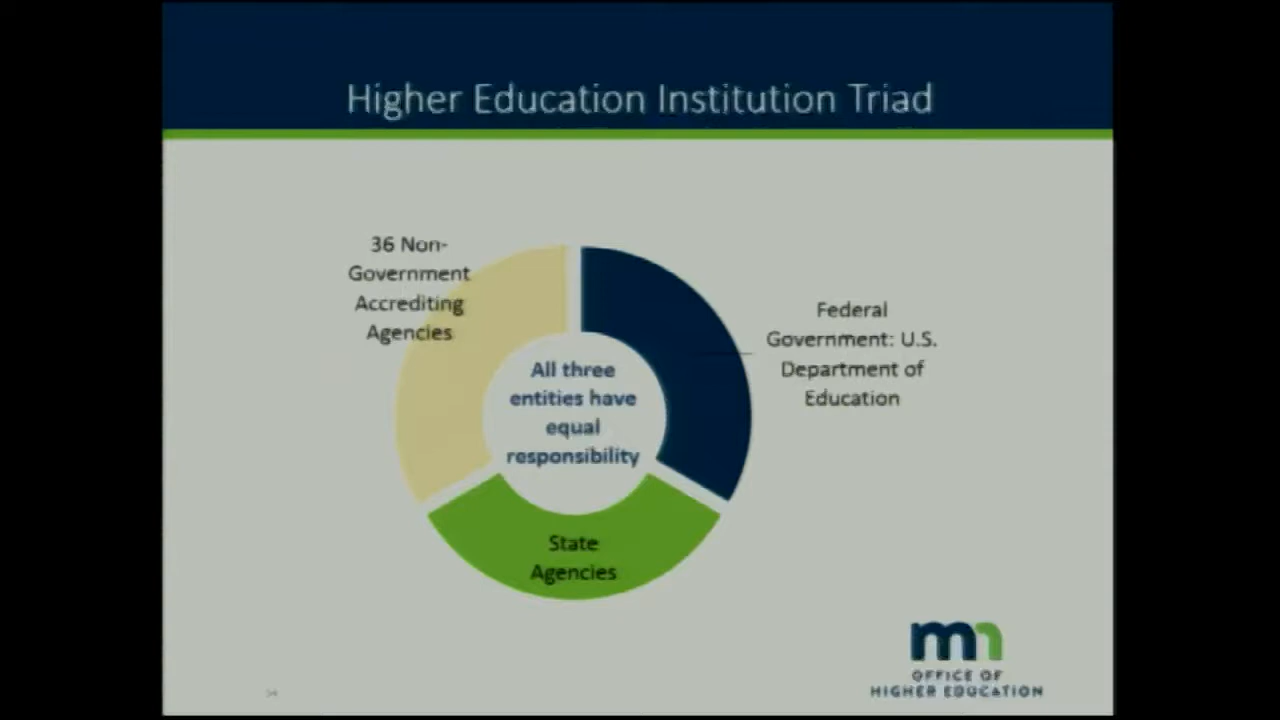 Higher Education Institution Triad
36 Non-
Government
Accrediting
Agencies
Federal
Government: U.S.
Department of
Education
All three
entities have
equal
responsibility
State
Agencies
mn
OFFICE OF
HIGHER EDUCATION